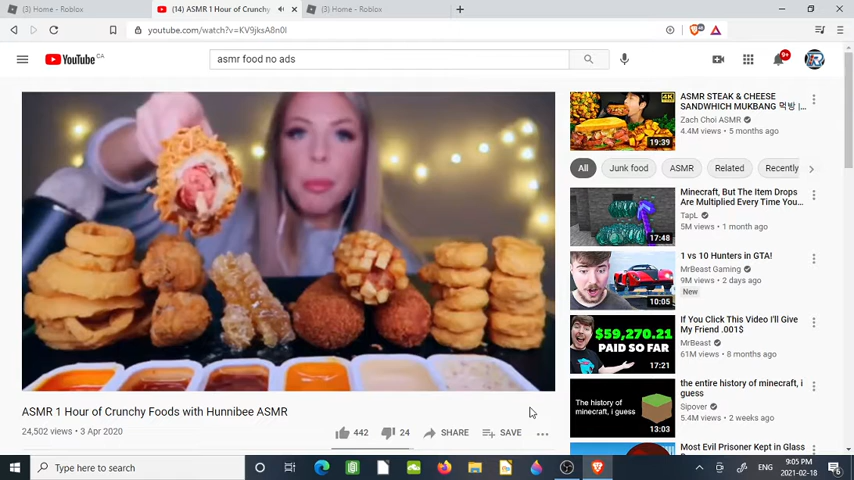 (3) Home - Roblox
(14) ASMR 1 Hour of Crunchy
(3) Home - Roblox
youtube.com/watch?v=KV9jksA8n0I
YouTube CA
asmr food no ads
9+
ASMR 1 Hour of Crunchy Foods with Hunnibee ASMR
24,502 views • 3 Apr 2020
442
24
SHARE
SAVE
4K
19:39
ASMR STEAK & CHEESE
SANDWHICH MUKBANG 먹방 |...
Zach Choi ASMR
4.4M views • 5 months ago
All
Junk food
ASMR
Related
Recently
17:48
Minecraft, But The Item Drops
Are Multiplied Every Time You...
TapL
5M views • 1 month ago
10:05
1 vs 10 Hunters in GTA!
MrBeast Gaming
9M views • 2 days ago
New
$59,270.21
PAID SO FAR
17:21
If You Click This Video I'll Give
My Friend .001$
MrBeast
61M views • 8 months ago
The history of
minecraft, i guess
13:03
the entire history of minecraft, i
guess
Sipover
5.4M views • 2 weeks ago
Most Evil Prisoner Kept in Glass
Type here to search
ENG
9:05 PM
2021-02-18